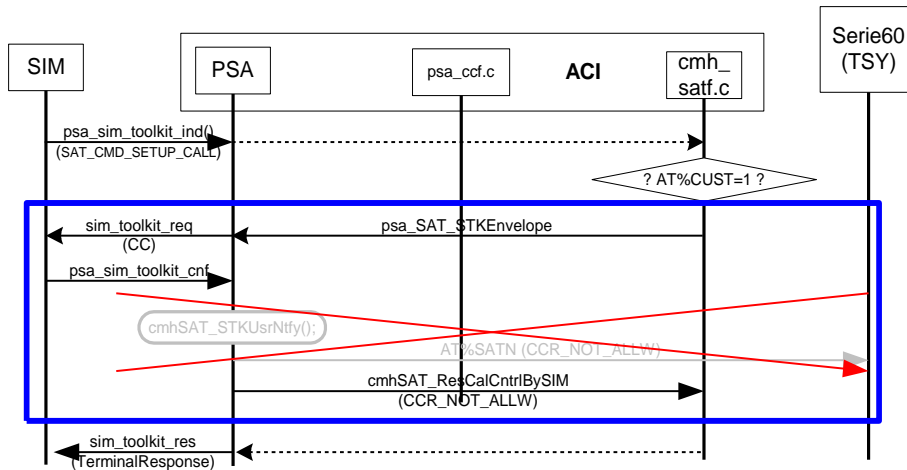 Serie60
(TSY)
SIM
PSA
psa_ccf.c
ACI
cmh_
satf.c
psa_sim_toolkit_ind()
(SAT_CMD_SETUP_CALL)
? AT%CUST=1 ?
sim_toolkit_req
(CC)
psa_SAT_STKEnvelope
psa_sim_toolkit_cnf
cmhSAT_STKUsrNtfy();
AT%SATN (CCR_NOT_ALLW)
cmhSAT_ResCalCntrlBySIM
(CCR_NOT_ALLW)
sim_toolkit_res
(TerminalResponse)